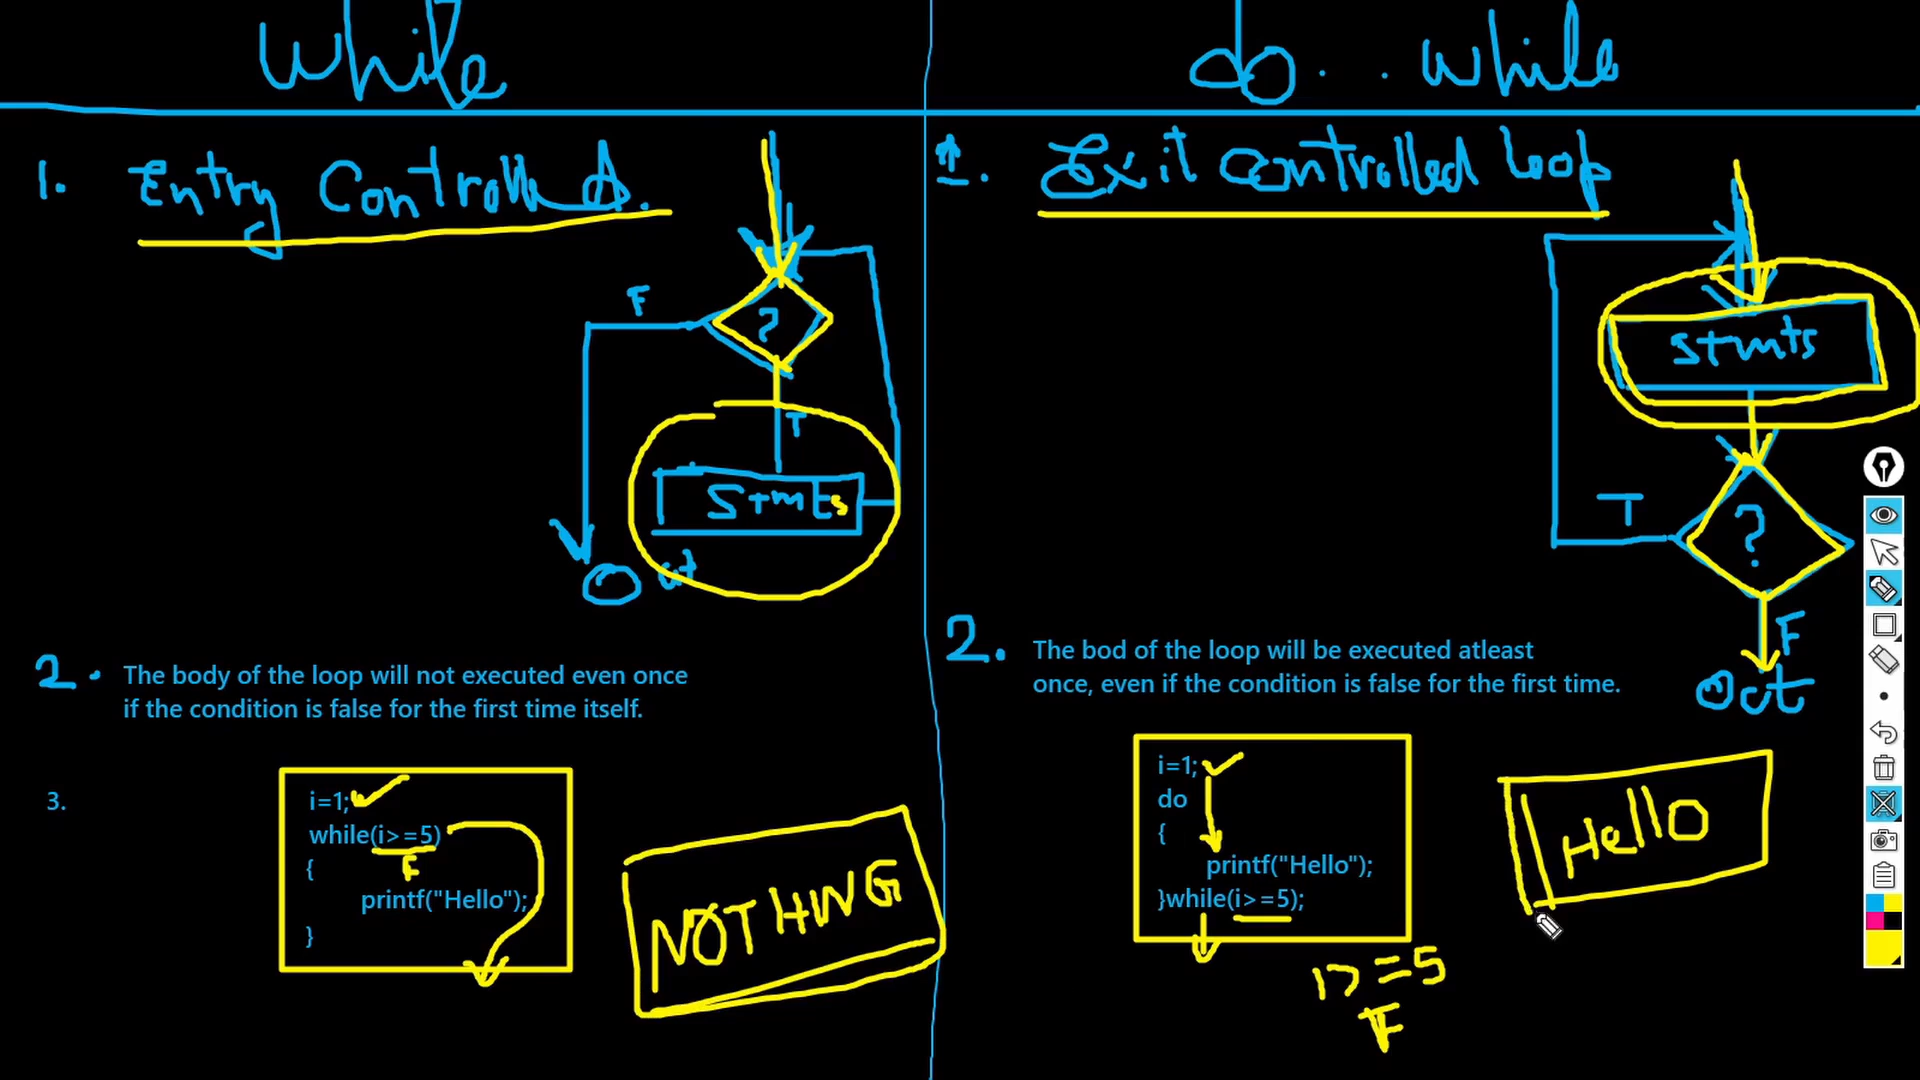 while
1. Entry Controlled.
?
F
T
Stmts
out
2. The body of the loop will not executed even once
if the condition is false for the first time itself.
3.
i=1;
while(i>=5)
F
{
printf("Hello");
}
NOTHING
do . . while
1. Exit controlled loop
stmts
?
T
F
Out
2. The bod of the loop will be executed atleast
once, even if the condition is false for the first time.
i=1;
do
{
printf("Hello");
}while(i>=5);
1>=5
F
Hello